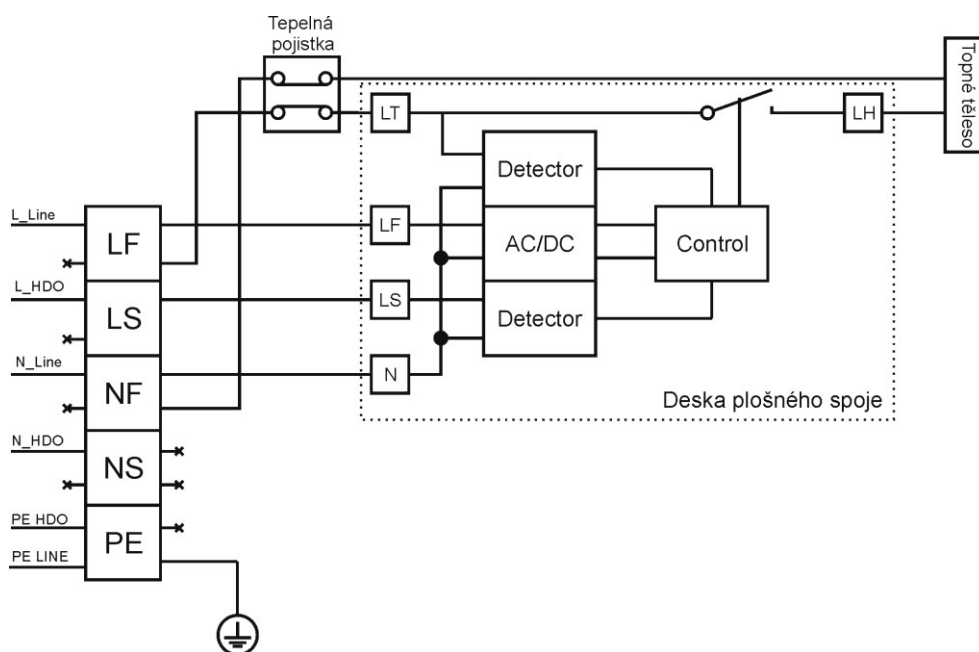 Tepelná
pojistka
Topné těleso
LT
LH
Detector
L_Line
LF
LF
AC/DC
Control
L_HDO
LS
LS
Detector
N_Line
NF
N
Deska plošného spoje
N_HDO
NS
PE HDO
PE
PE LINE